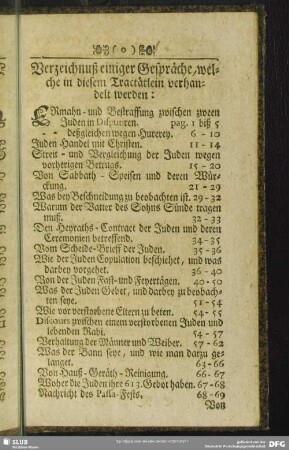 ( 0 )
Verzeichnuß einiger Gespräche, wel-
che in diesem Tractätlein verhan-
delt werden:
ERmahn- und Bestraffung zwischen zween
Juden in pag. 1 biß 5
- - deßgleichen wegen Hurerey. 6 - 10
Juden Handel mit Christen. 11 - 14
Streit- und Vergleichung der Juden wegen
vorherigen Betrugs. 15 - 20
Von Sabbath- Speisen und deren Wür-
ckung. 21 - 29
Was bey Beschneidung zu beobachten ist. 29 - 32
Warum der Vatter des Sohns Sünde tragen
muß. 32 - 33
Den Heyraths- Contract der Juden und deren
Ceremonien betreffend. 34 - 35
Vom Scheide-Brieff der Juden. 35 - 36
Wie der Juden Copulation beschiehet, und was
darbey vorgehet. 36 - 40
Von der Juden Fast- und Feyertägen. 40 - 50
Was der Juden Gebet, und darbey zu beobach-
ten seye. 51 - 54
Wie vor verstorbene Eltern zu beten. 54 - 55
Discours zwischen einem verstorbenen Juden und
lebenden Rabi. 54 - 57
Verhaltung der Männer und Weiber. 57 - 62
Was der Bann seye, und wie man darzu ge-
langet. 63 - 66
Von Hauß- Geräth- Reinigung. 66 - 67
Woher die Juden ihre 613. Gebot haben. 67 - 68
Nachricht des Passa-Fests. 68 - 69
Von
SLUB
DFG